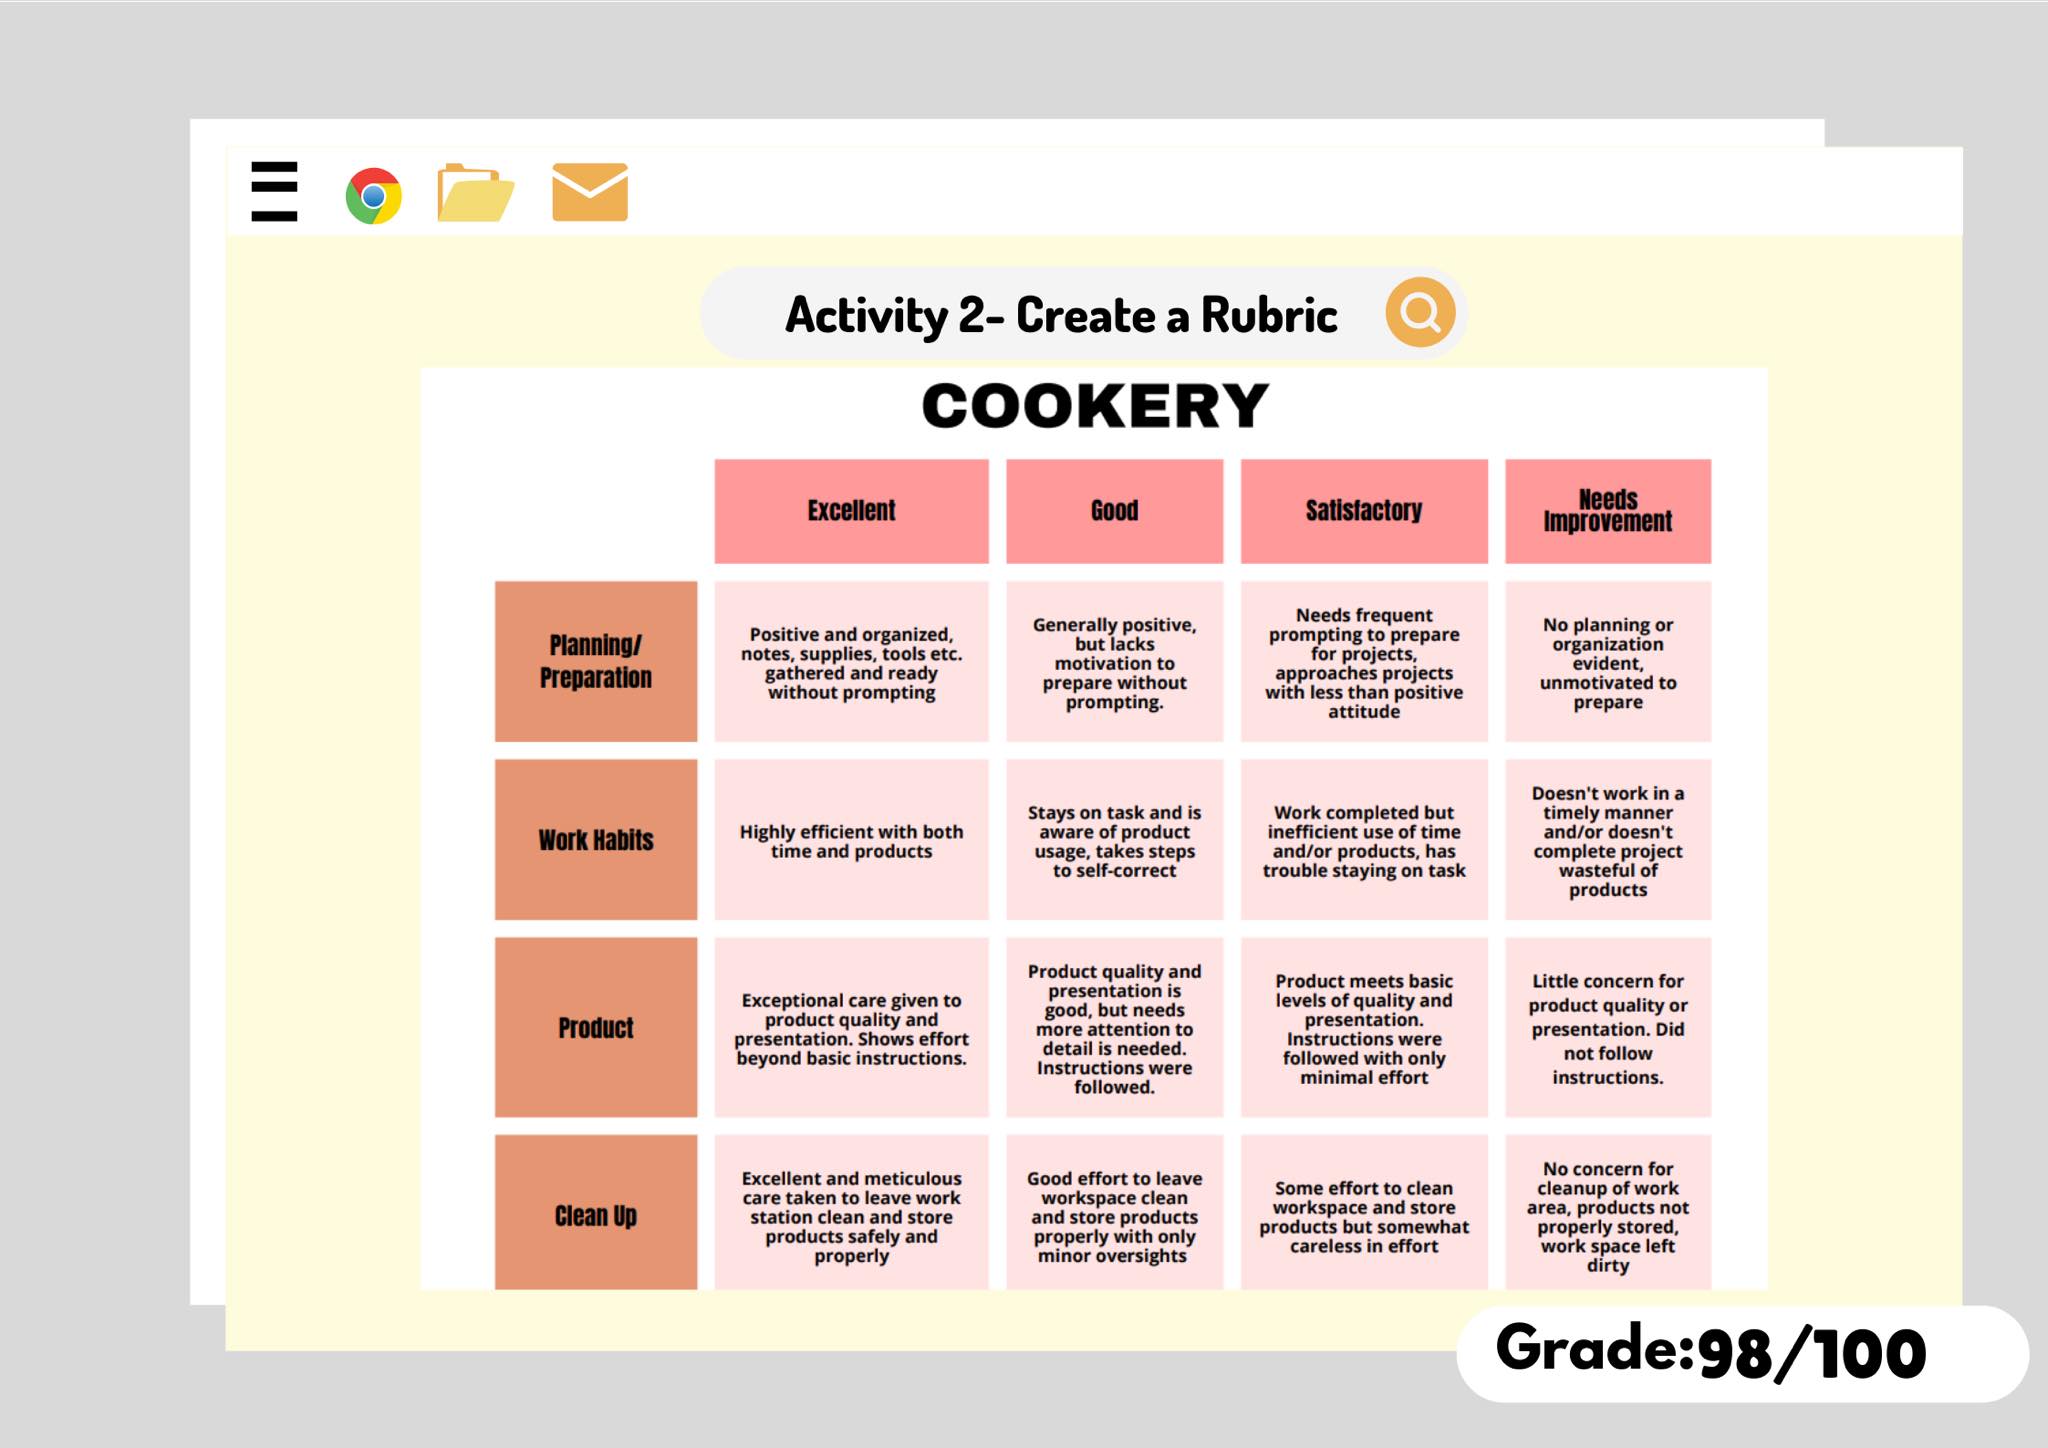 Activity 2- Create a Rubric
COOKERY
Excellent
Good
Satisfactory
Needs
Improvement
Planning/
Preparation
Positive and organized,
notes, supplies, tools etc.
gathered and ready
without prompting
Generally positive,
but lacks
motivation to
prepare without
prompting.
Needs frequent
prompting to prepare
for projects,
approaches projects
with less than positive
attitude
No planning or
organization
evident,
unmotivated to
prepare
Work Habits
Highly efficient with both
time and products
Stays on task and is
aware of product
usage, takes steps
to self-correct
Work completed but
inefficient use of time
and/or products, has
trouble staying on task
Doesn't work in a
timely manner
and/or doesn't
complete project
wasteful of
products
Product
Exceptional care given to
product quality and
presentation. Shows effort
beyond basic instructions.
Product quality and
presentation is
good, but needs
more attention to
detail is needed.
Instructions were
followed.
Product meets basic
levels of quality and
presentation.
Instructions were
followed with only
minimal effort
Little concern for
product quality or
presentation. Did
not follow
instructions.
Clean Up
Excellent and meticulous
care taken to leave work
station clean and store
products safely and
properly
Good effort to leave
workspace clean
and store products
properly with only
minor oversights
Some effort to clean
workspace and store
products but somewhat
careless in effort
No concern for
cleanup of work
area, products not
properly stored,
work space left
dirty
Grade:98/100